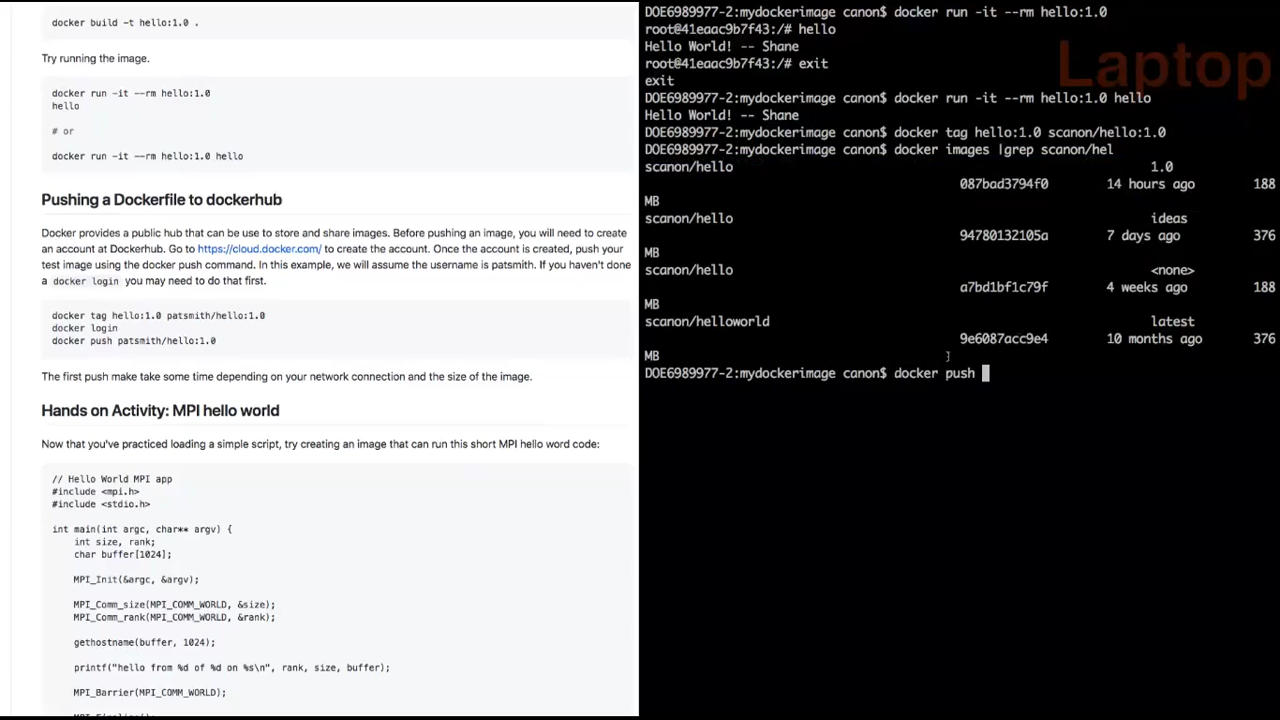 docker build -t hello:1.0 .
Try running the image.
docker run -it --rm hello:1.0
hello
# or
docker run -it --rm hello:1.0 hello
Pushing a Dockerfile to dockerhub
Docker provides a public hub that can be use to store and share images. Before pushing an image, you will need to create
an account at Dockerhub. Go to https://cloud.docker.com/ to create the account. Once the account is created, push your
test image using the docker push command. In this example, we will assume the username is patsmith. If you haven't done
a docker login you may need to do that first.
docker tag hello:1.0 patsmith/hello:1.0
docker login
docker push patsmith/hello:1.0
The first push make take some time depending on your network connection and the size of the image.
Hands on Activity: MPI hello world
Now that you've practiced loading a simple script, try creating an image that can run this short MPI hello word code:
// Hello World MPI app
#include <mpi.h>
#include <stdio.h>
int main(int argc, char** argv) {
int size, rank;
char buffer[1024];
MPI_Init(&argc, &argv);
MPI_Comm_size(MPI_COMM_WORLD, &size);
MPI_Comm_rank(MPI_COMM_WORLD, &rank);
gethostname(buffer, 1024);
printf("hello from %d of %d on %s\n", rank, size, buffer);
MPI_Barrier(MPI_COMM_WORLD);
DOE6989977-2:mydockerimage canon$ docker run -it --rm hello:1.0
root@41eaac9b7f43:/# hello
Hello World! -- Shane
root@41eaac9b7f43:/# exit
exit
DOE6989977-2:mydockerimage canon$ docker run -it --rm hello:1.0 hello
Hello World! -- Shane
DOE6989977-2:mydockerimage canon$ docker tag hello:1.0 scanon/hello:1.0
DOE6989977-2:mydockerimage canon$ docker images |grep scanon/hel
scanon/hello 1.0
087bad3794f0 14 hours ago 188
MB
scanon/hello ideas
94780132105a 7 days ago 376
MB
scanon/hello <none>
a7bd1bf1c79f 4 weeks ago 188
MB
scanon/helloworld latest
9e6087acc9e4 10 months ago 376
MB
DOE6989977-2:mydockerimage canon$ docker push
Laptop